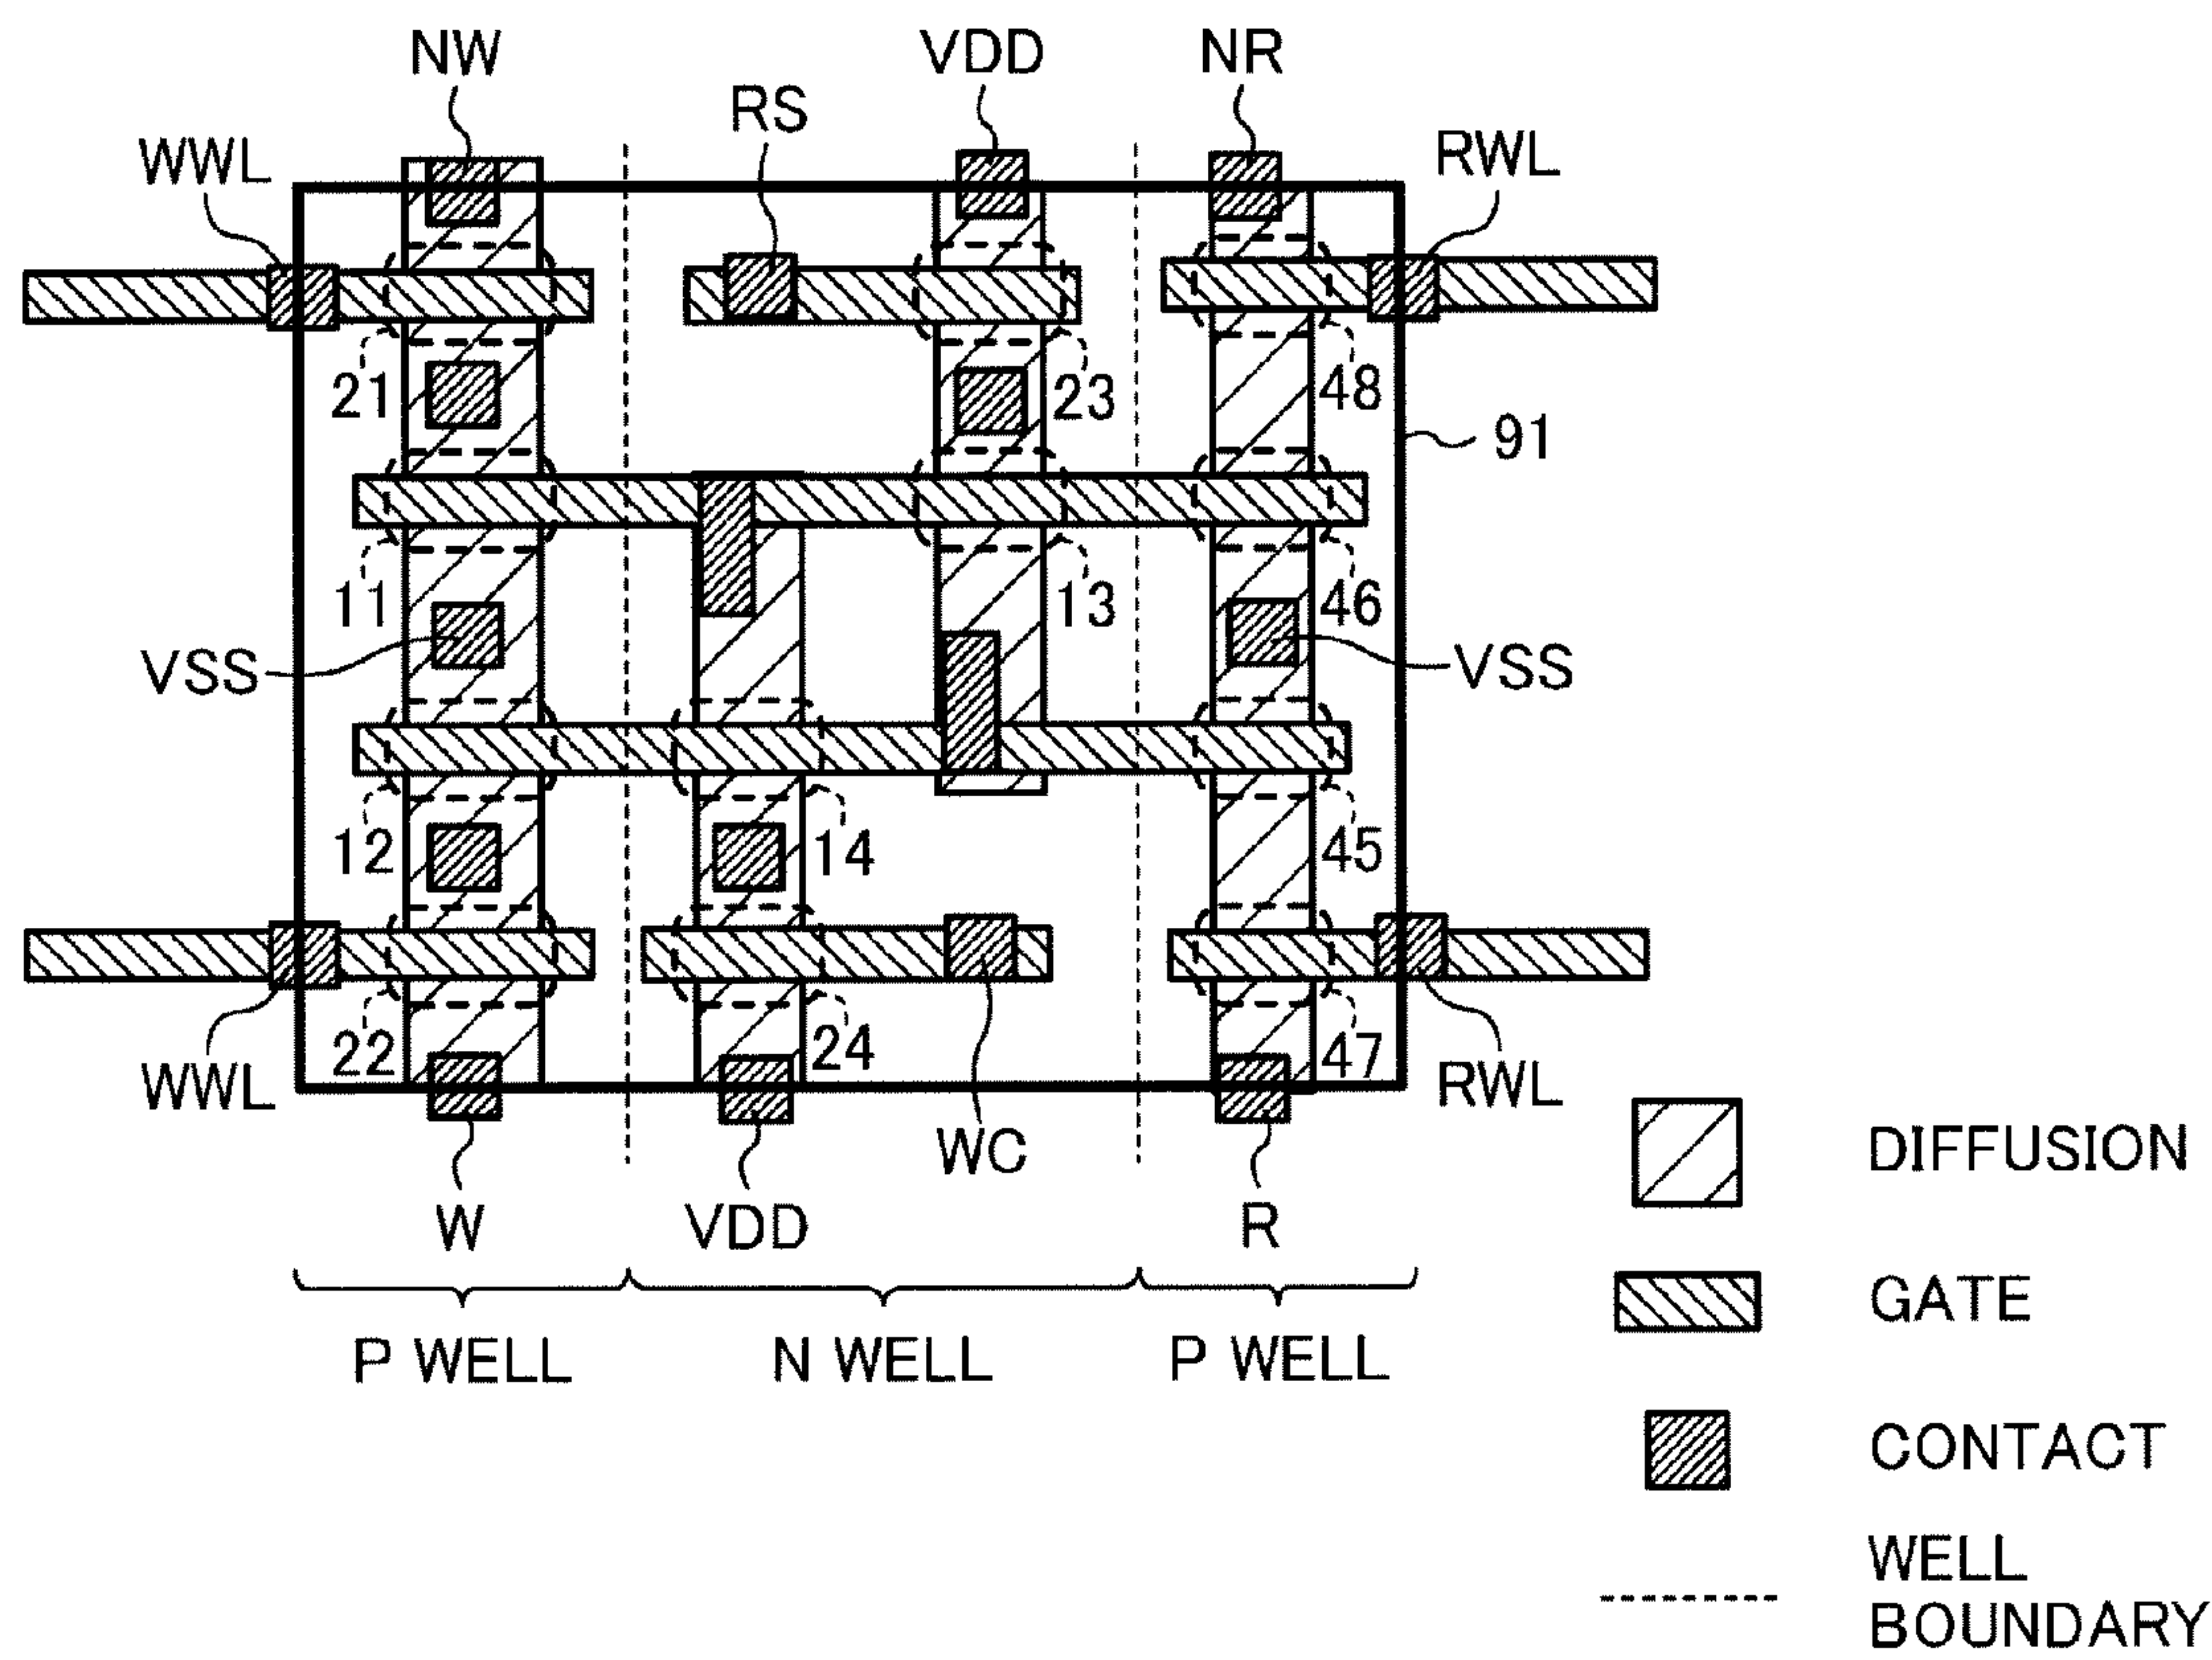 NW
VDD
NR
RS
WWL
RWL
21
23
48
91
11
13
46
VSS
VSS
12
14
45
22
24
47
WWL
RWL
WC
W
VDD
R
P WELL
N WELL
P WELL
DIFFUSION
GATE
CONTACT
WELL
BOUNDARY